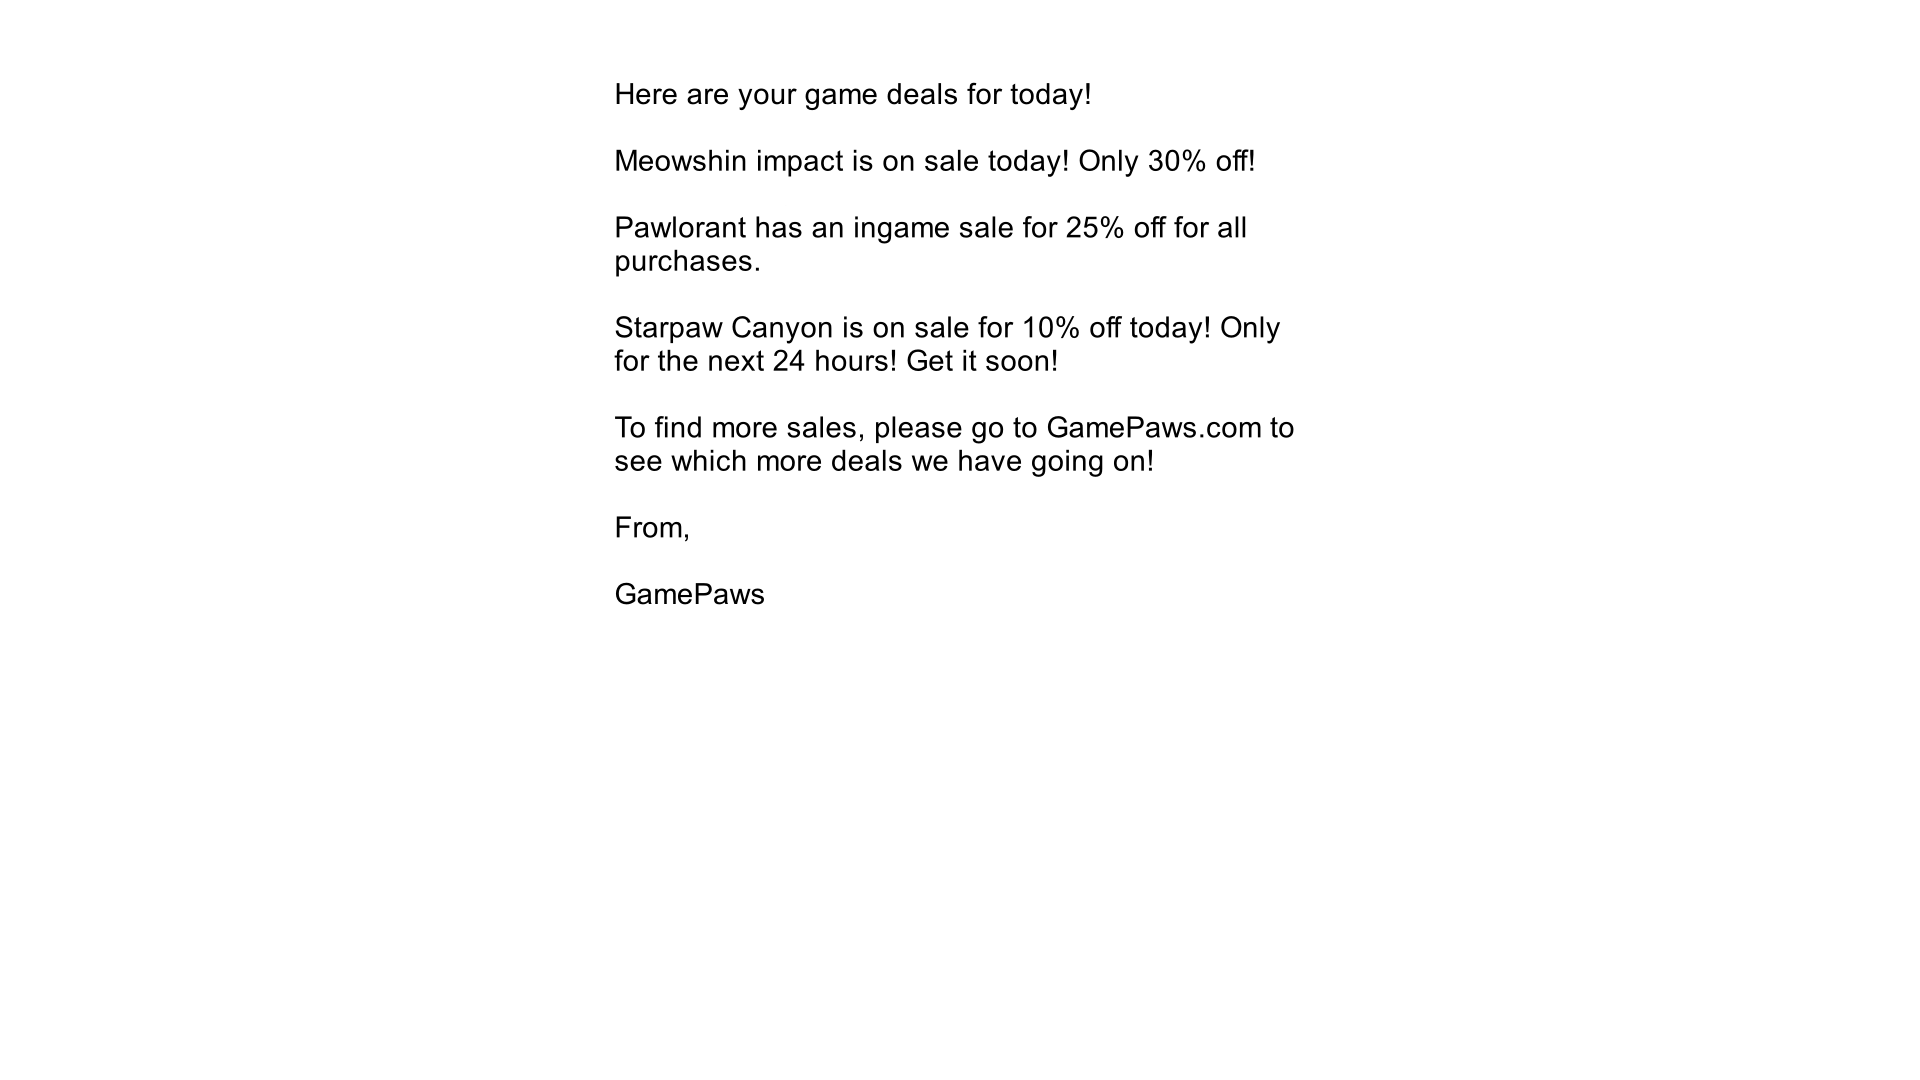 Here are your game deals for today!
Meowshin impact is on sale today! Only 30% off!
Pawlorant has an ingame sale for 25% off for all
purchases.
Starpaw Canyon is on sale for 10% off today! Only
for the next 24 hours! Get it soon!
To find more sales, please go to GamePaws.com to
see which more deals we have going on!
From,
GamePaws